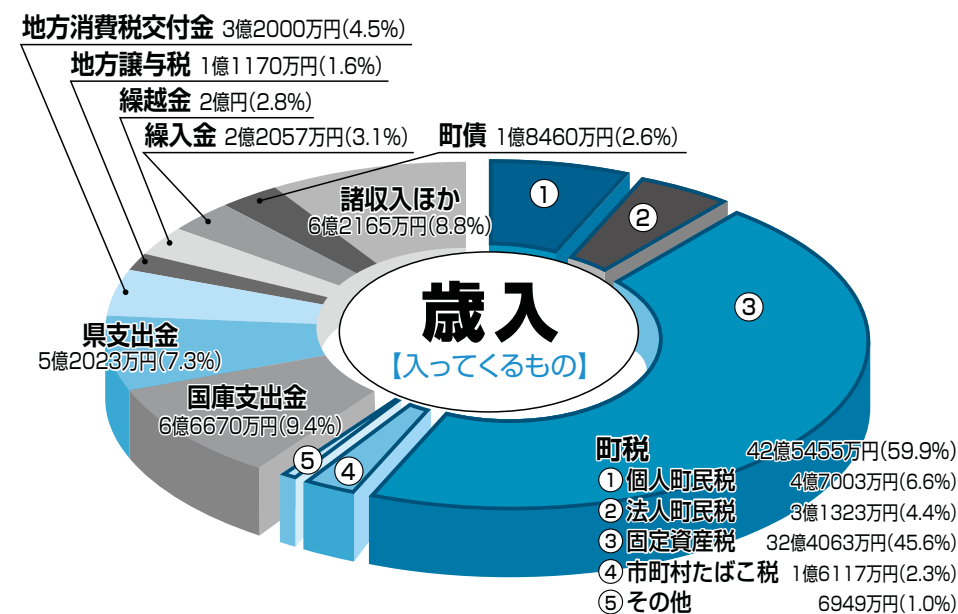 地方消費税交付金 3億2000万円(4.5%)
地方譲与税 1億1170万円(1.6%)
繰越金 2億円(2.8%)
繰入金 2億2057万円(3.1%)
町債 1億8460万円(2.6%)
諸収入ほか
6億2165万円(8.8%)
①
②
③
歳入
【入ってくるもの】
県支出金
5億2023万円(7.3%)
国庫支出金
6億6670万円(9.4%)
⑤
④
町税 42億5455万円(59.9%)
①個人町民税 4億7003万円(6.6%)
②法人町民税 3億1323万円(4.4%)
③固定資産税 32億4063万円(45.6%)
④市町村たばこ税 1億6117万円(2.3%)
⑤その他 6949万円(1.0%)